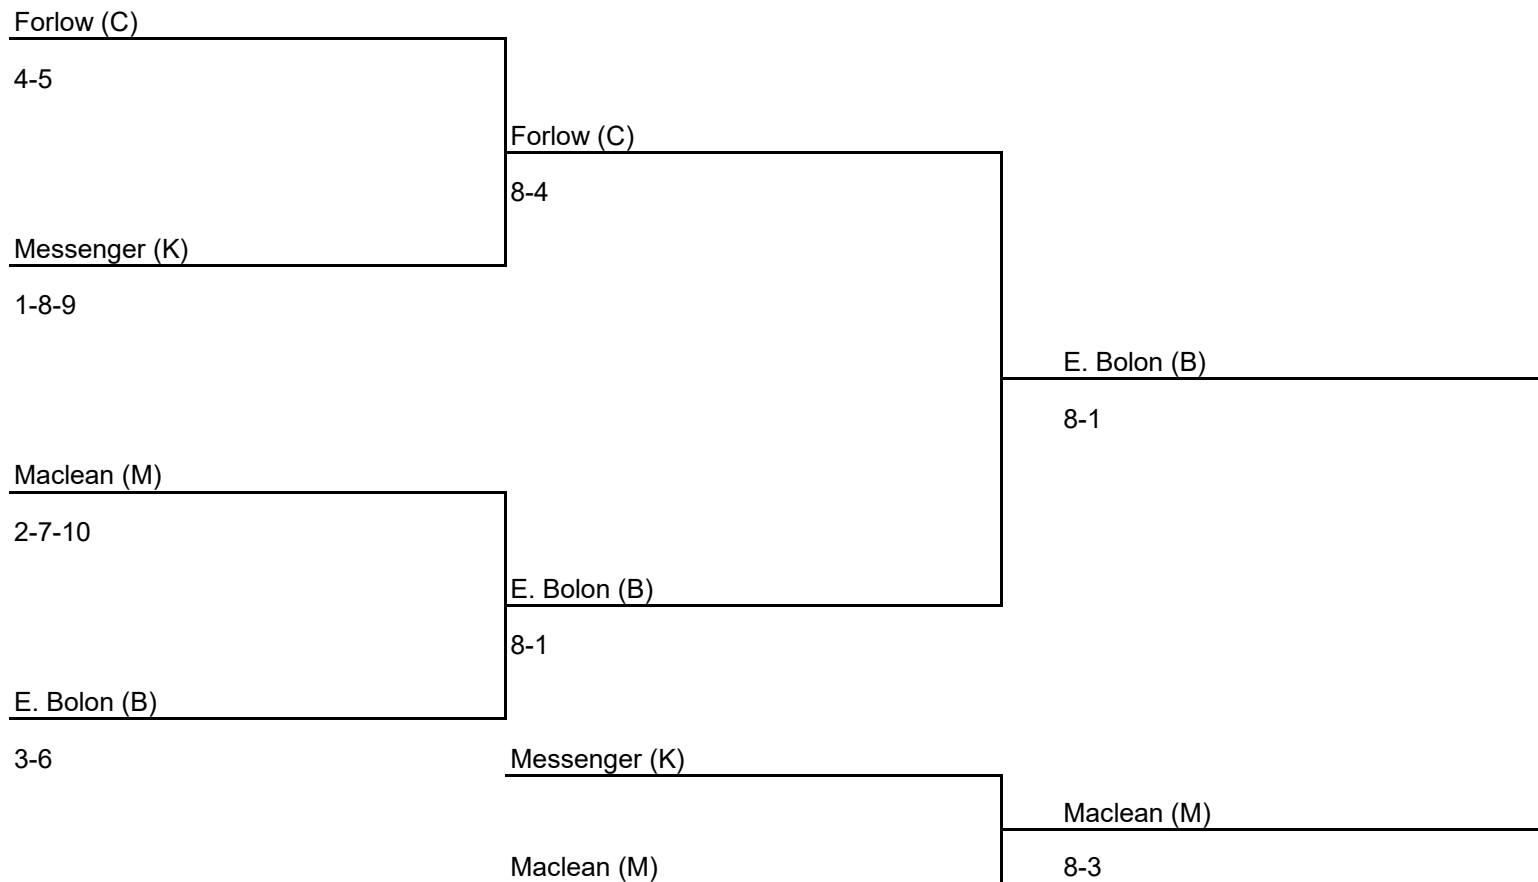 Forlow (C)
4-5
Forlow (C)
8-4
Messenger (K)
1-8-9
E. Bolon (B)
8-1
Maclean (M)
2-7-10
E. Bolon (B)
8-1
E. Bolon (B)
3-6
Messenger (K)
Maclean (M)
Maclean (M)
8-3